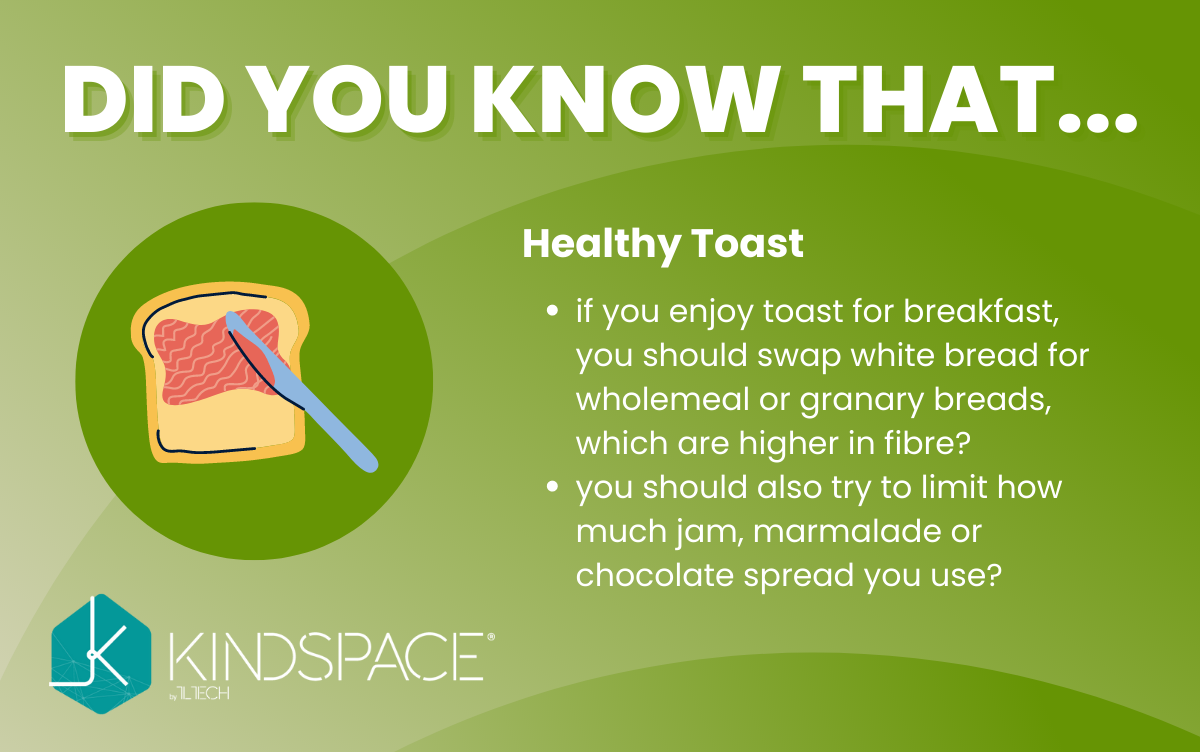 DID YOU KNOW THAT...
Healthy Toast
• if you enjoy toast for breakfast,
you should swap white bread for
wholemeal or granary breads,
which are higher in fibre?
• you should also try to limit how
much jam, marmalade or
chocolate spread you use?
KINDSPACE®
by TLTECH